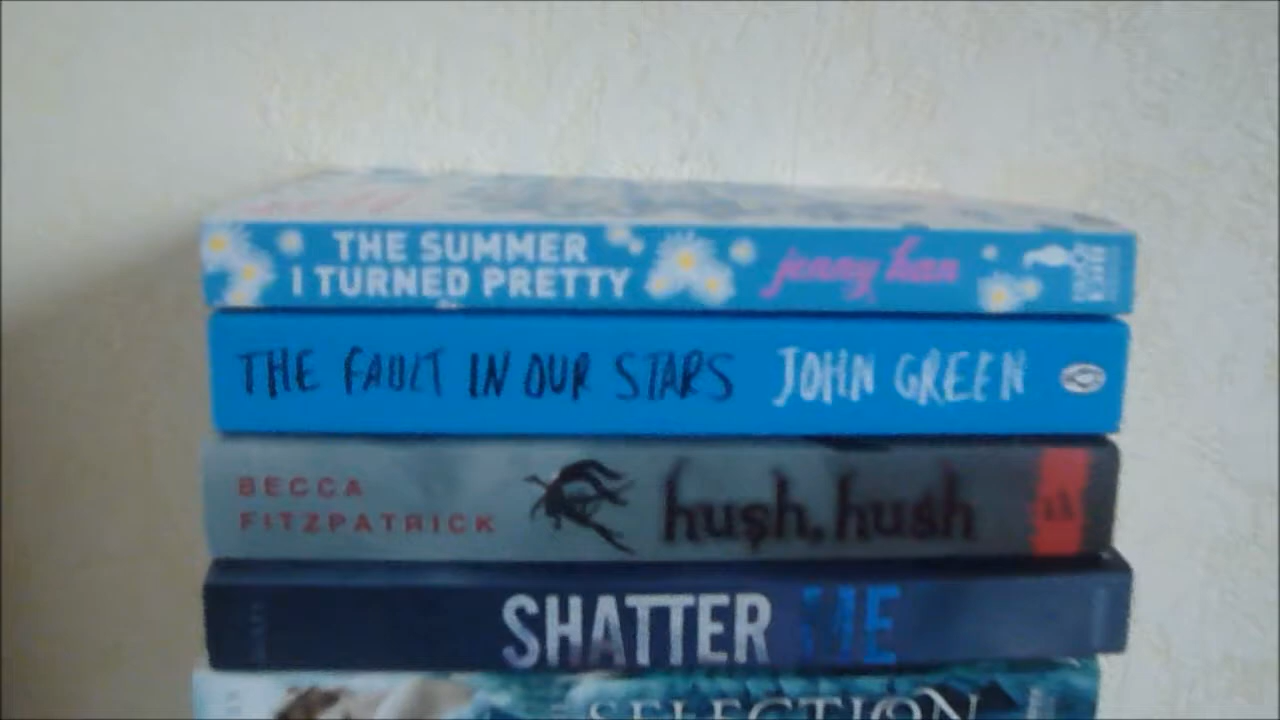 THE SUMMER
I TURNED PRETTY
jenny han
THE FAULT IN OUR STARS JOHN GREEN
BECCA
FITZPATRICK
hush, hush
SHATTER ME
SELECTION